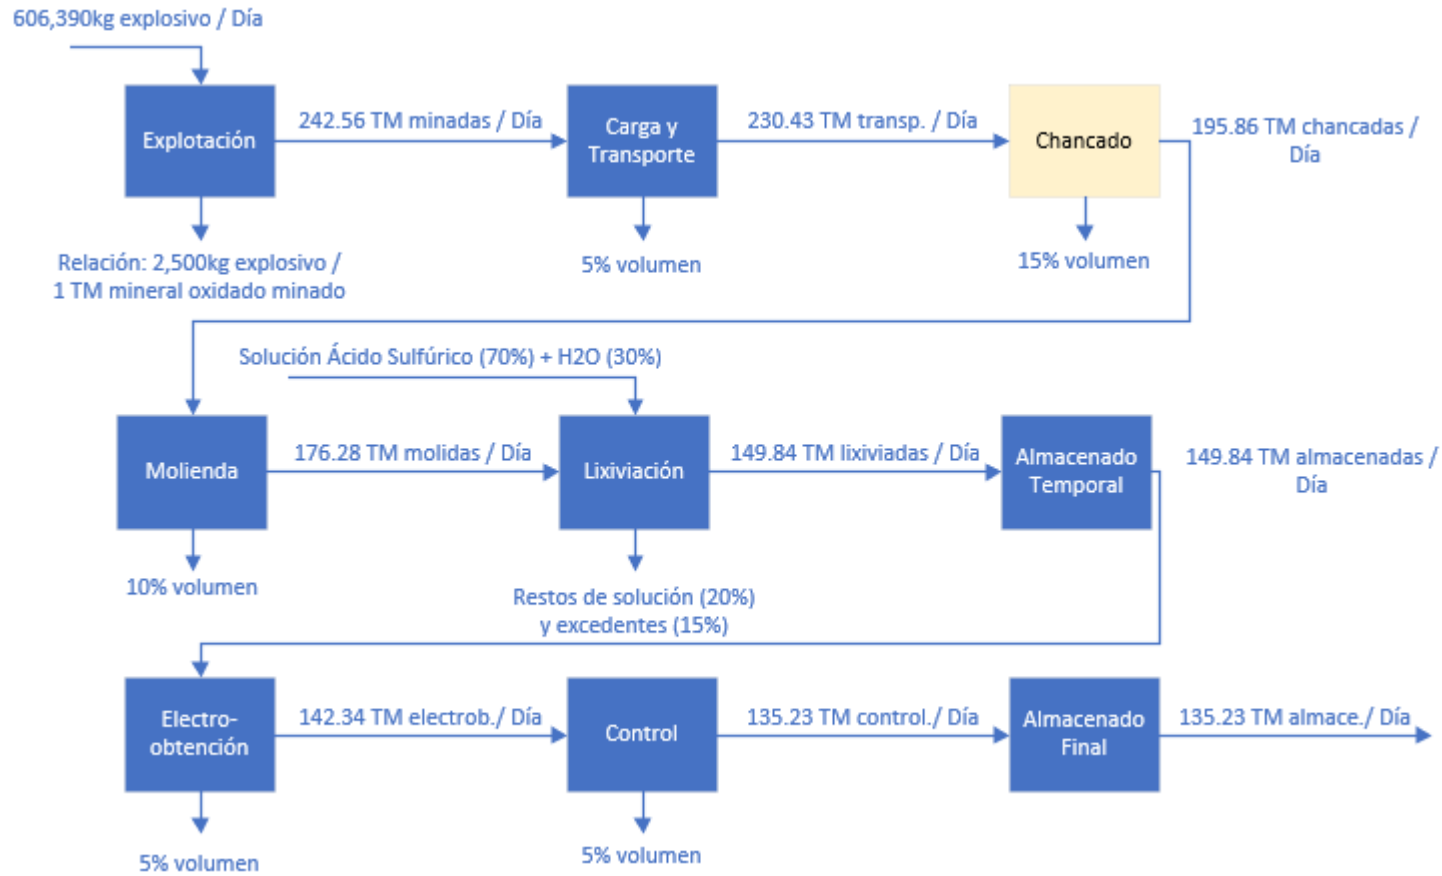 606,390kg explosivo / Día
Explotación
242.56 TM minadas / Día
Carga y
Transporte
230.43 TM transp. / Día
Chancado
195.86 TM chancadas /
Día
Relación: 2,500kg explosivo /
1 TM mineral oxidado minado
5% volumen
15% volumen
Solución Ácido Sulfúrico (70%) + H2O (30%)
Molienda
176.28 TM molidas / Día
Lixiviación
149.84 TM lixiviadas / Día
Almacenado
Temporal
149.84 TM almacenadas /
Día
10% volumen
Restos de solución (20%)
y excedentes (15%)
Electro-
obtención
142.34 TM electrob./ Día
Control
135.23 TM control./ Día
Almacenado
Final
135.23 TM almace./ Día
5% volumen
5% volumen